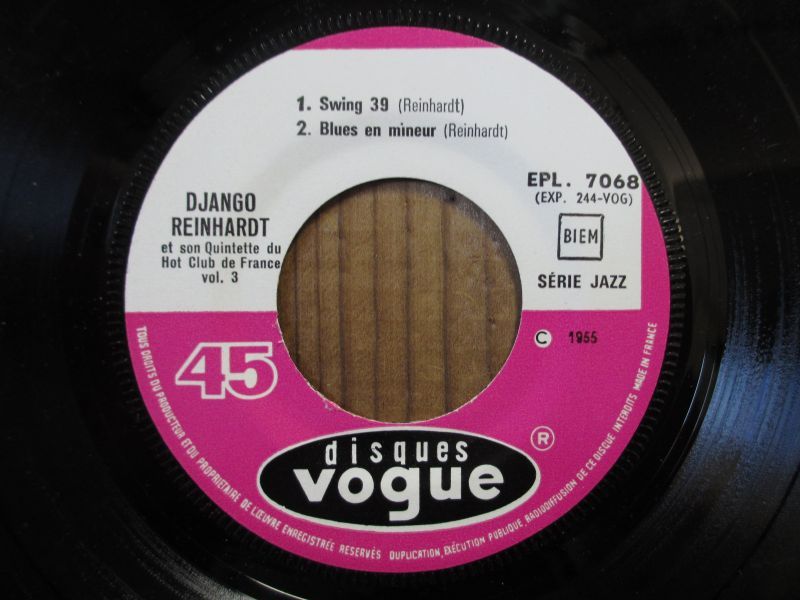 1. Swing 39 (Reinhardt)
2. Blues en mineur (Reinhardt)
DJANGO
REINHARDT
et son Quintette du
Hot Club de France
vol. 3
EPL. 7068
(EXP. 244-VOG)
BIEM
SÉRIE JAZZ
45
© 1955
disques
vogue
®
TOUS DROITS DU PRODUCTEUR ET DU PROPRIÉTAIRE DE L'ŒUVRE ENREGISTRÉE RÉSERVÉS DUPLICATION, EXÉCUTION PUBLIQUE, RADIODIFFUSION DE CE DISQUE INTERDITS MADE IN FRANCE